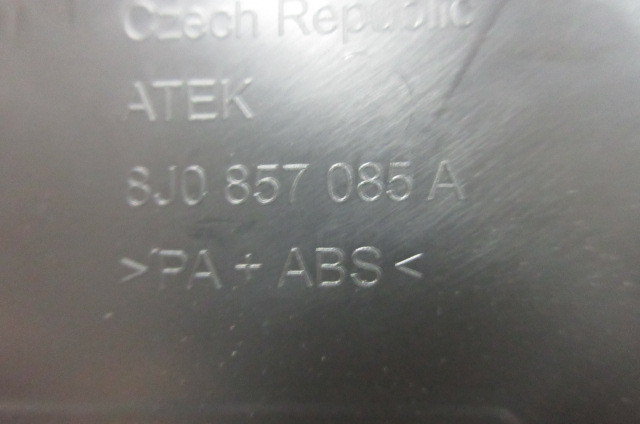 Czech Republic
ATEK
8J0 857 085 A
>PA + ABS<